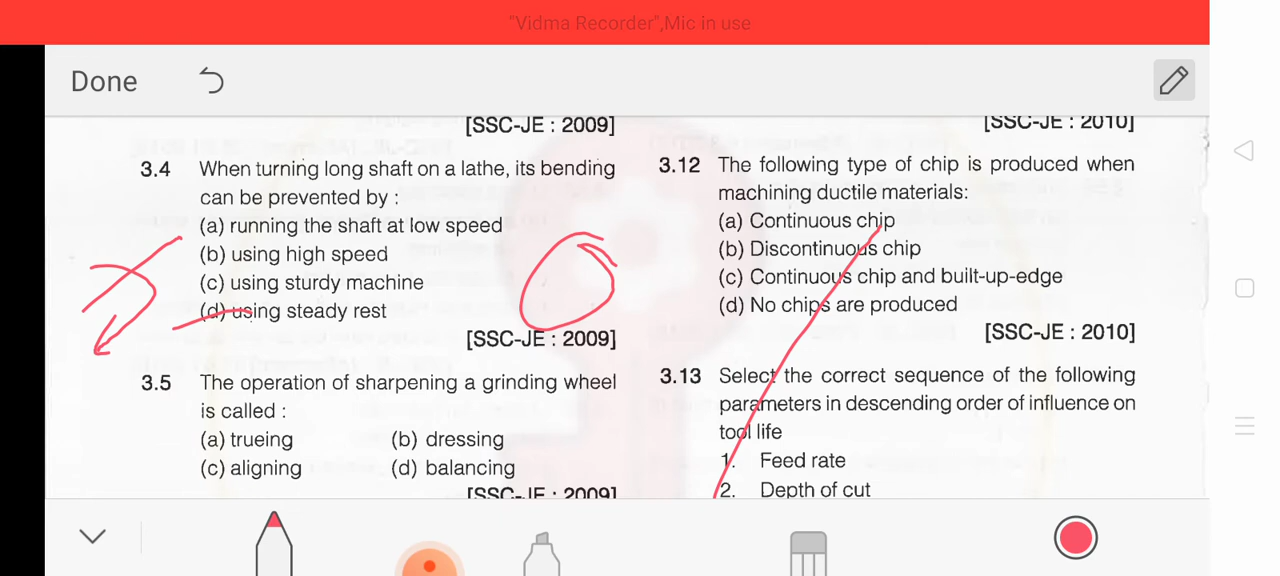 "Vidma Recorder",Mic in use
Done
[SSC-JE : 2009]
3.4 When turning long shaft on a lathe, its bending
can be prevented by :
(a) running the shaft at low speed
(b) using high speed
(c) using sturdy machine
(d) using steady rest
[SSC-JE : 2009]
3.5 The operation of sharpening a grinding wheel
is called :
(a) trueing (b) dressing
(c) aligning (d) balancing
[SSC-JE : 2009]
[SSC-JE : 2010]
3.12 The following type of chip is produced when
machining ductile materials:
(a) Continuous chip
(b) Discontinuous chip
(c) Continuous chip and built-up-edge
(d) No chips are produced
[SSC-JE : 2010]
3.13 Select the correct sequence of the following
parameters in descending order of influence on
tool life
1. Feed rate
2. Depth of cut